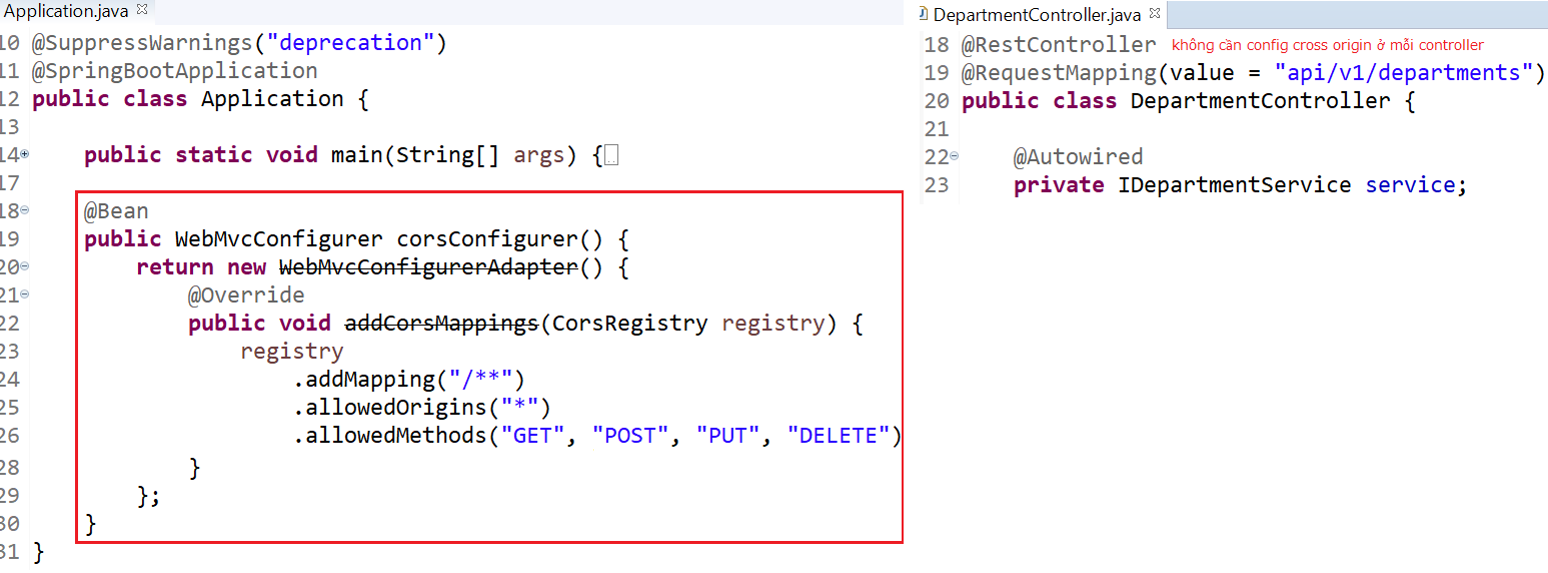 Application.java
10 @SuppressWarnings("deprecation")
11 @SpringBootApplication
12 public class Application {
13
14 public static void main(String[] args) {
17
18 @Bean
19 public WebMvcConfigurer corsConfigurer() {
20 return new WebMvcConfigurerAdapter() {
21 @Override
22 public void addCorsMappings(CorsRegistry registry) {
23 registry
24 .addMapping("/**")
25 .allowedOrigins("*")
26 .allowedMethods("GET", "POST", "PUT", "DELETE")
28 }
29 };
30 }
31 }
DepartmentController.java
18 @RestController không cần config cross origin ở mỗi controller
19 @RequestMapping(value = "api/v1/departments")
20 public class DepartmentController {
21
22 @Autowired
23 private IDepartmentService service;